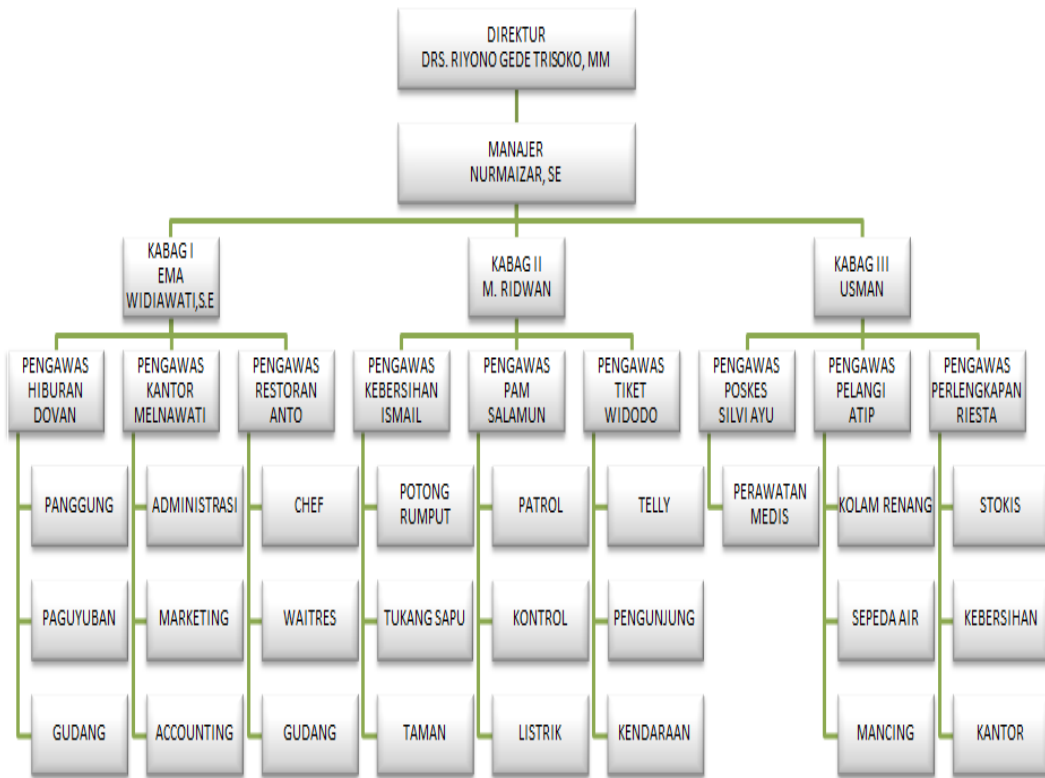 DIREKTUR
DRS. RIYONO GEDE TRISOKO, MM
MANAJER
NURMAIZAR, SE
KABAG I
EMA
WIDIAWATI,S.E
KABAG II
M. RIDWAN
KABAG III
USMAN
PENGAWAS
HIBURAN
DOVAN
PENGAWAS
KANTOR
MELNAWATI
PENGAWAS
RESTORAN
ANTO
PENGAWAS
KEBERSIHAN
ISMAIL
PENGAWAS
PAM
SALAMUN
PENGAWAS
TIKET
WIDODO
PENGAWAS
POSKES
SILVI AYU
PENGAWAS
PELANGI
ATIP
PENGAWAS
PERLENGKAPAN
RIESTA
PANGGUNG
ADMINISTRASI
CHEF
POTONG
RUMPUT
PATROL
TELLY
PERAWATAN
MEDIS
KOLAM RENANG
STOKIS
PAGUYUBAN
MARKETING
WAITRES
TUKANG SAPU
KONTROL
PENGUNJUNG
SEPEDA AIR
KEBERSIHAN
GUDANG
ACCOUNTING
GUDANG
TAMAN
LISTRIK
KENDARAAN
MANCING
KANTOR